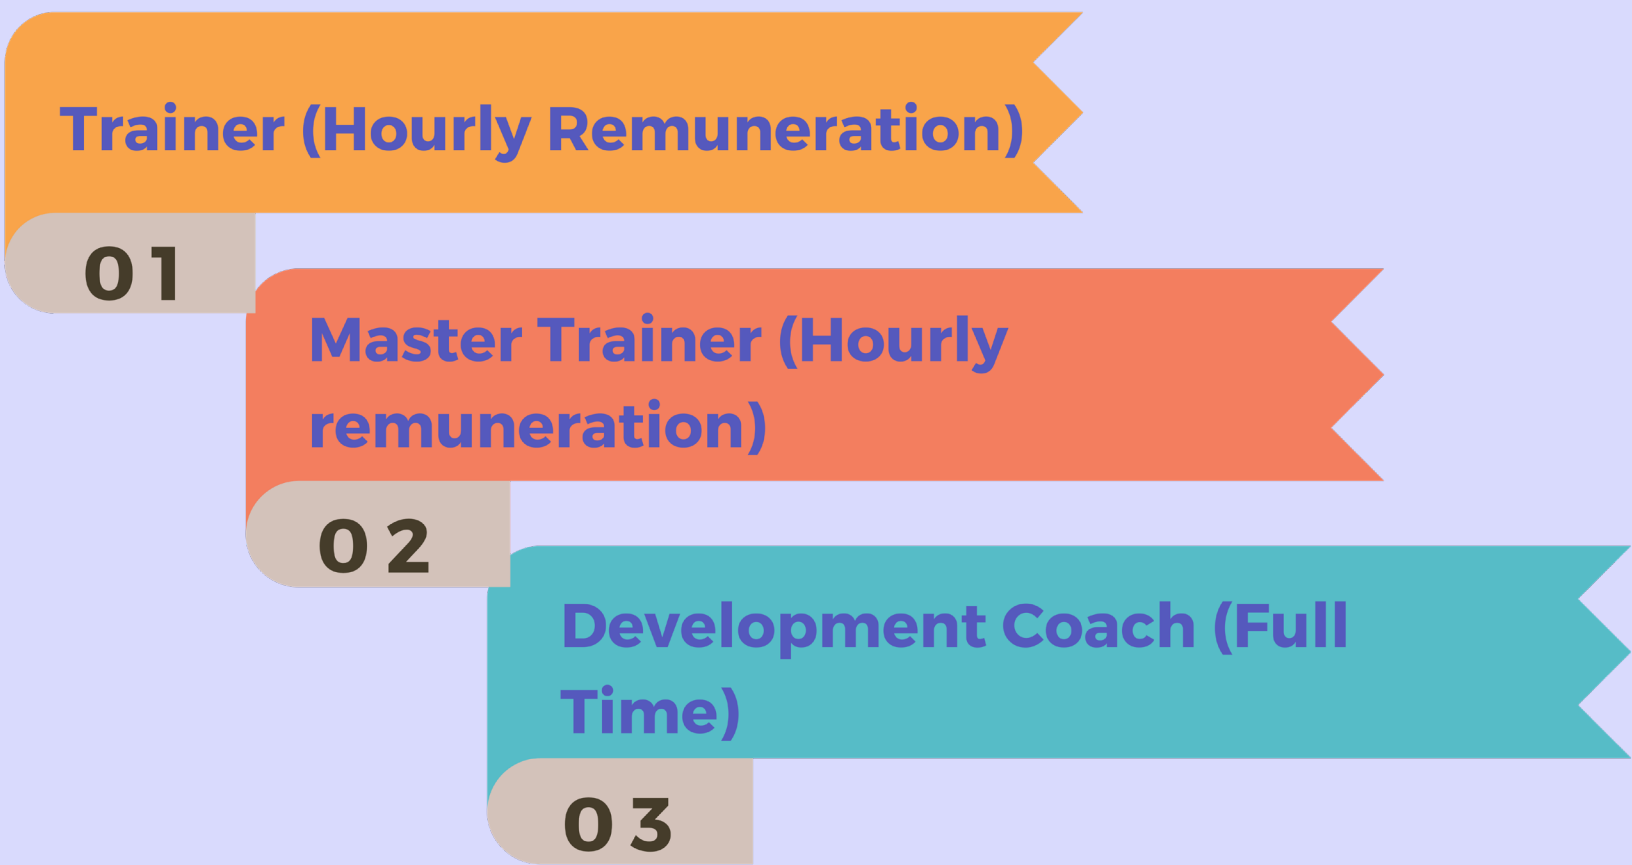 Trainer (Hourly Remuneration)
01
Master Trainer (Hourly
remuneration)
02
Development Coach (Full
Time)
03